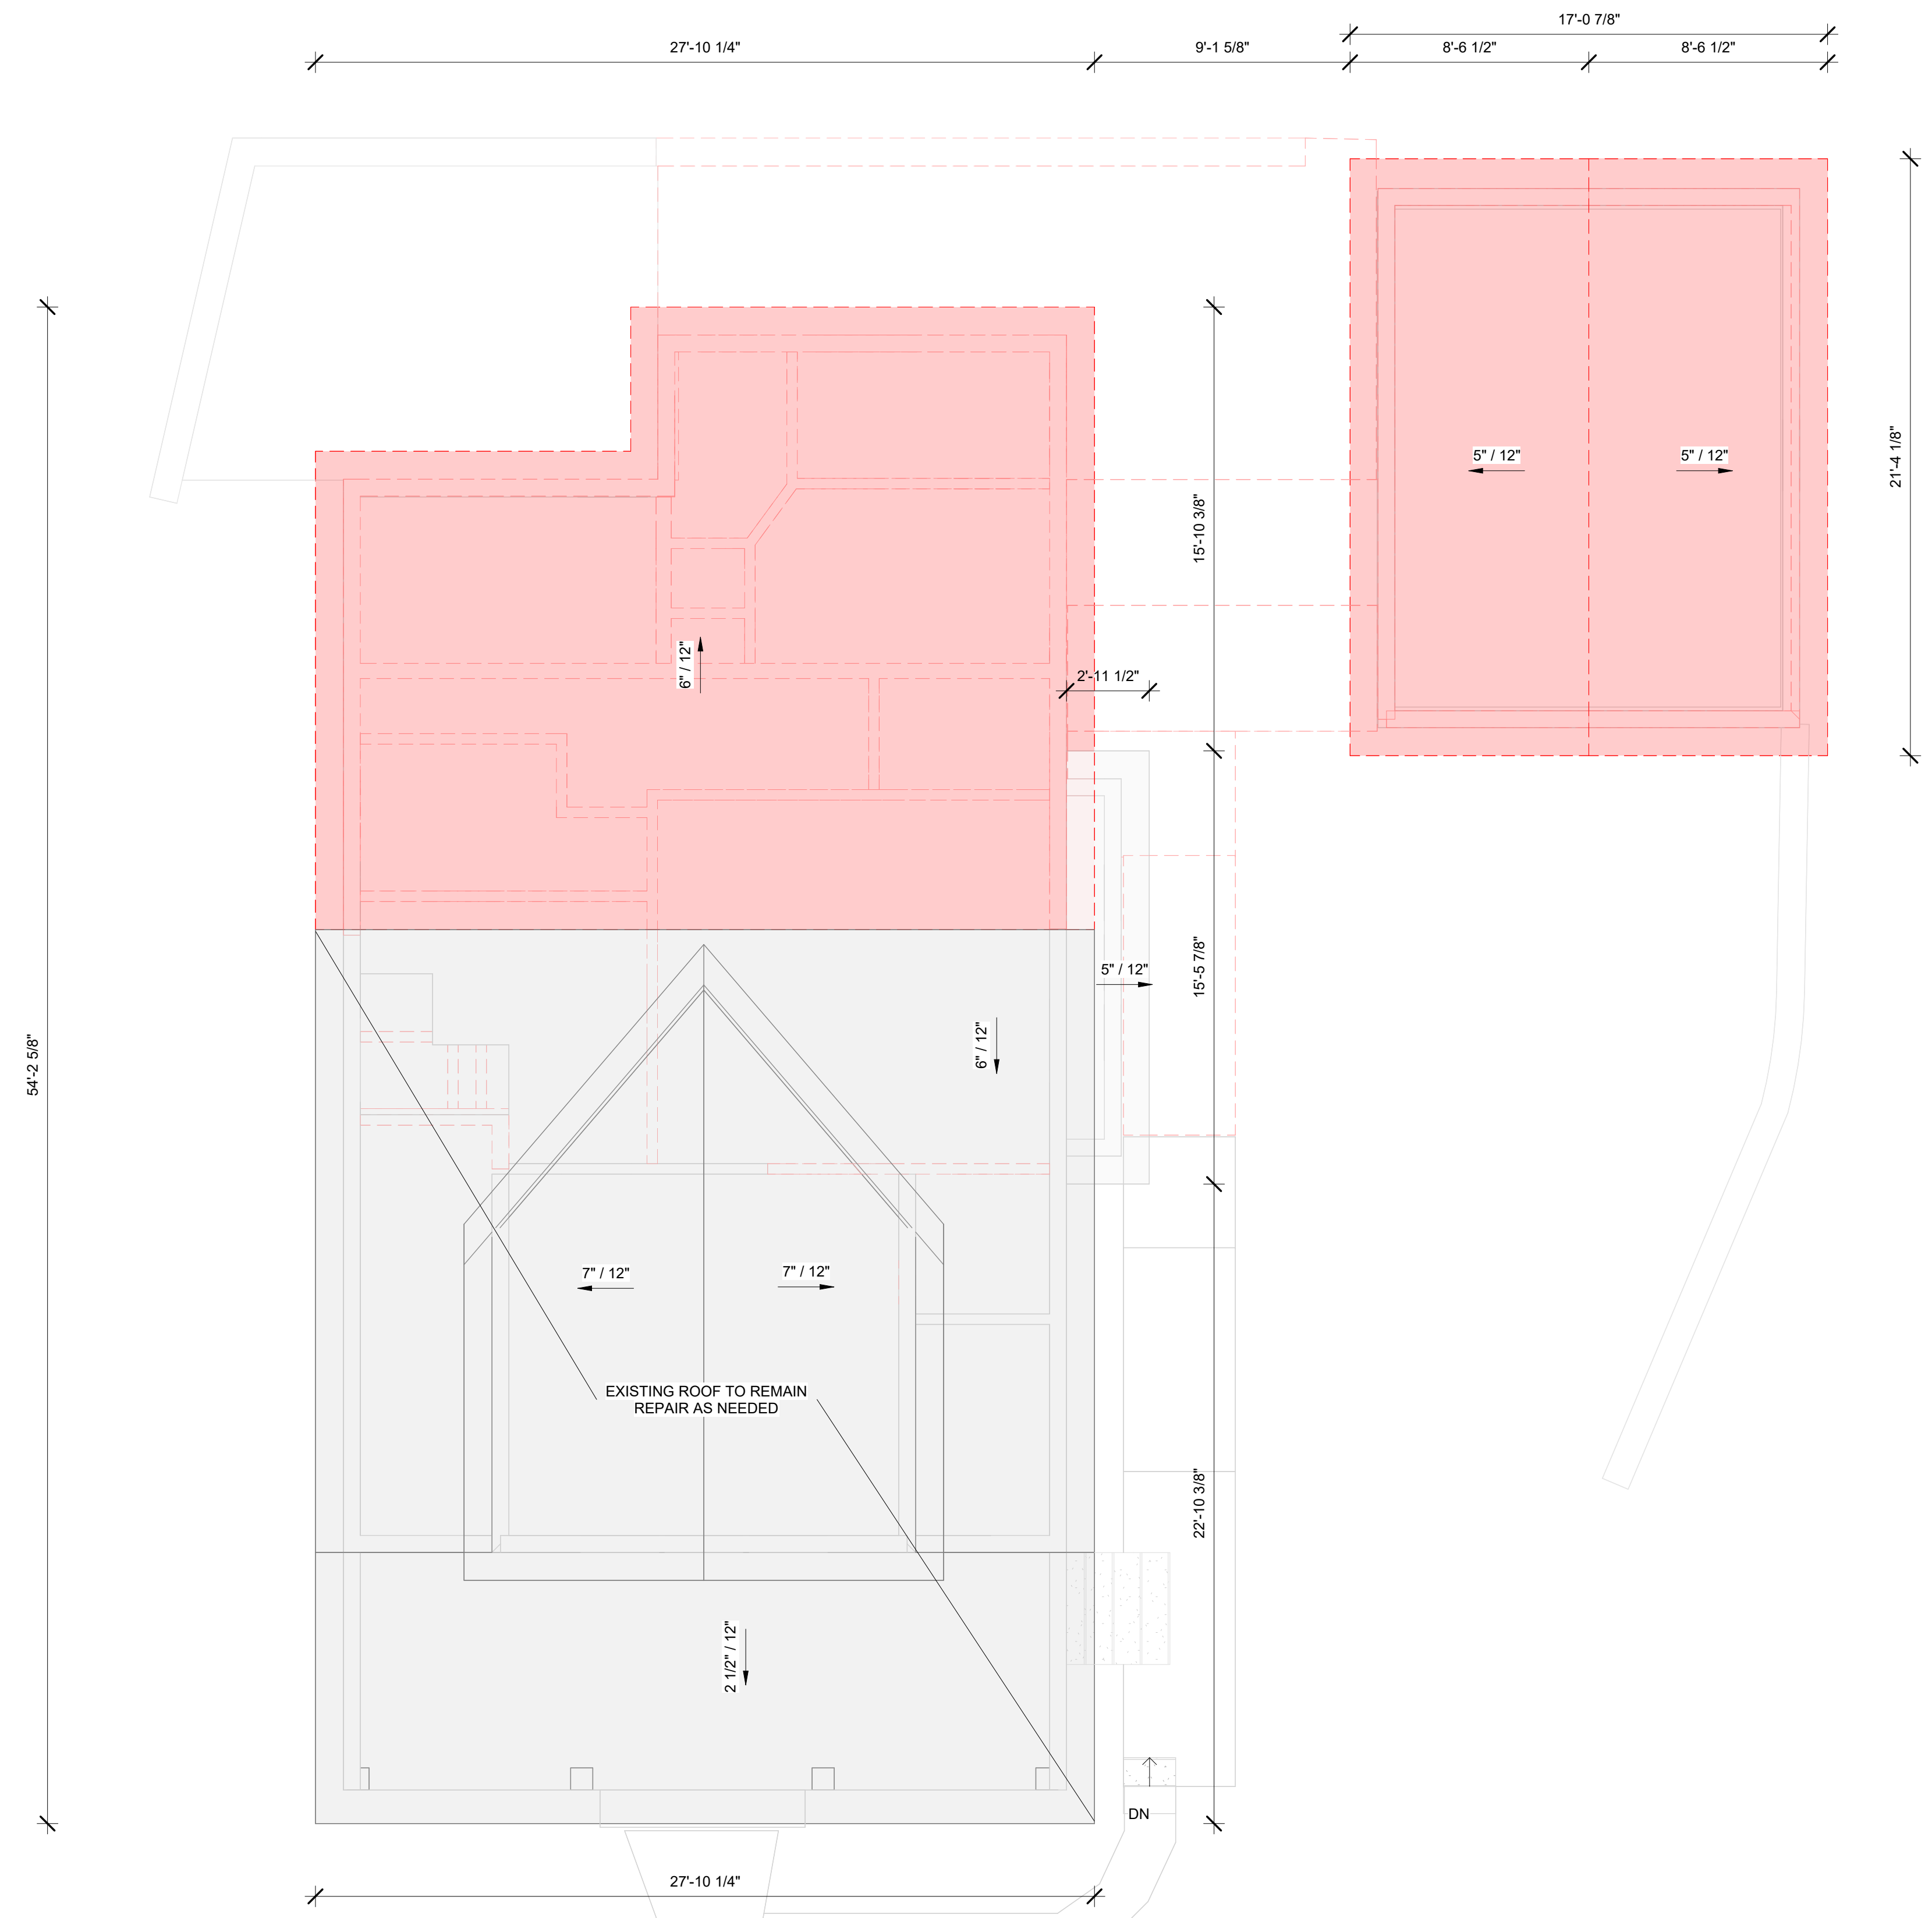 17'-0 7/8"
27'-10 1/4"
9'-1 5/8"
8'-6 1/2"
8'-6 1/2"
5" / 12"
5" / 12"
21'-4 1/8"
15'-10 3/8"
6" / 12"
2'-11 1/2"
54'-2 5/8"
15'-5 7/8"
5" / 12"
6" / 12"
7" / 12"
7" / 12"
EXISTING ROOF TO REMAIN
REPAIR AS NEEDED
22'-10 3/8"
2 1/2" / 12"
DN
27'-10 1/4"